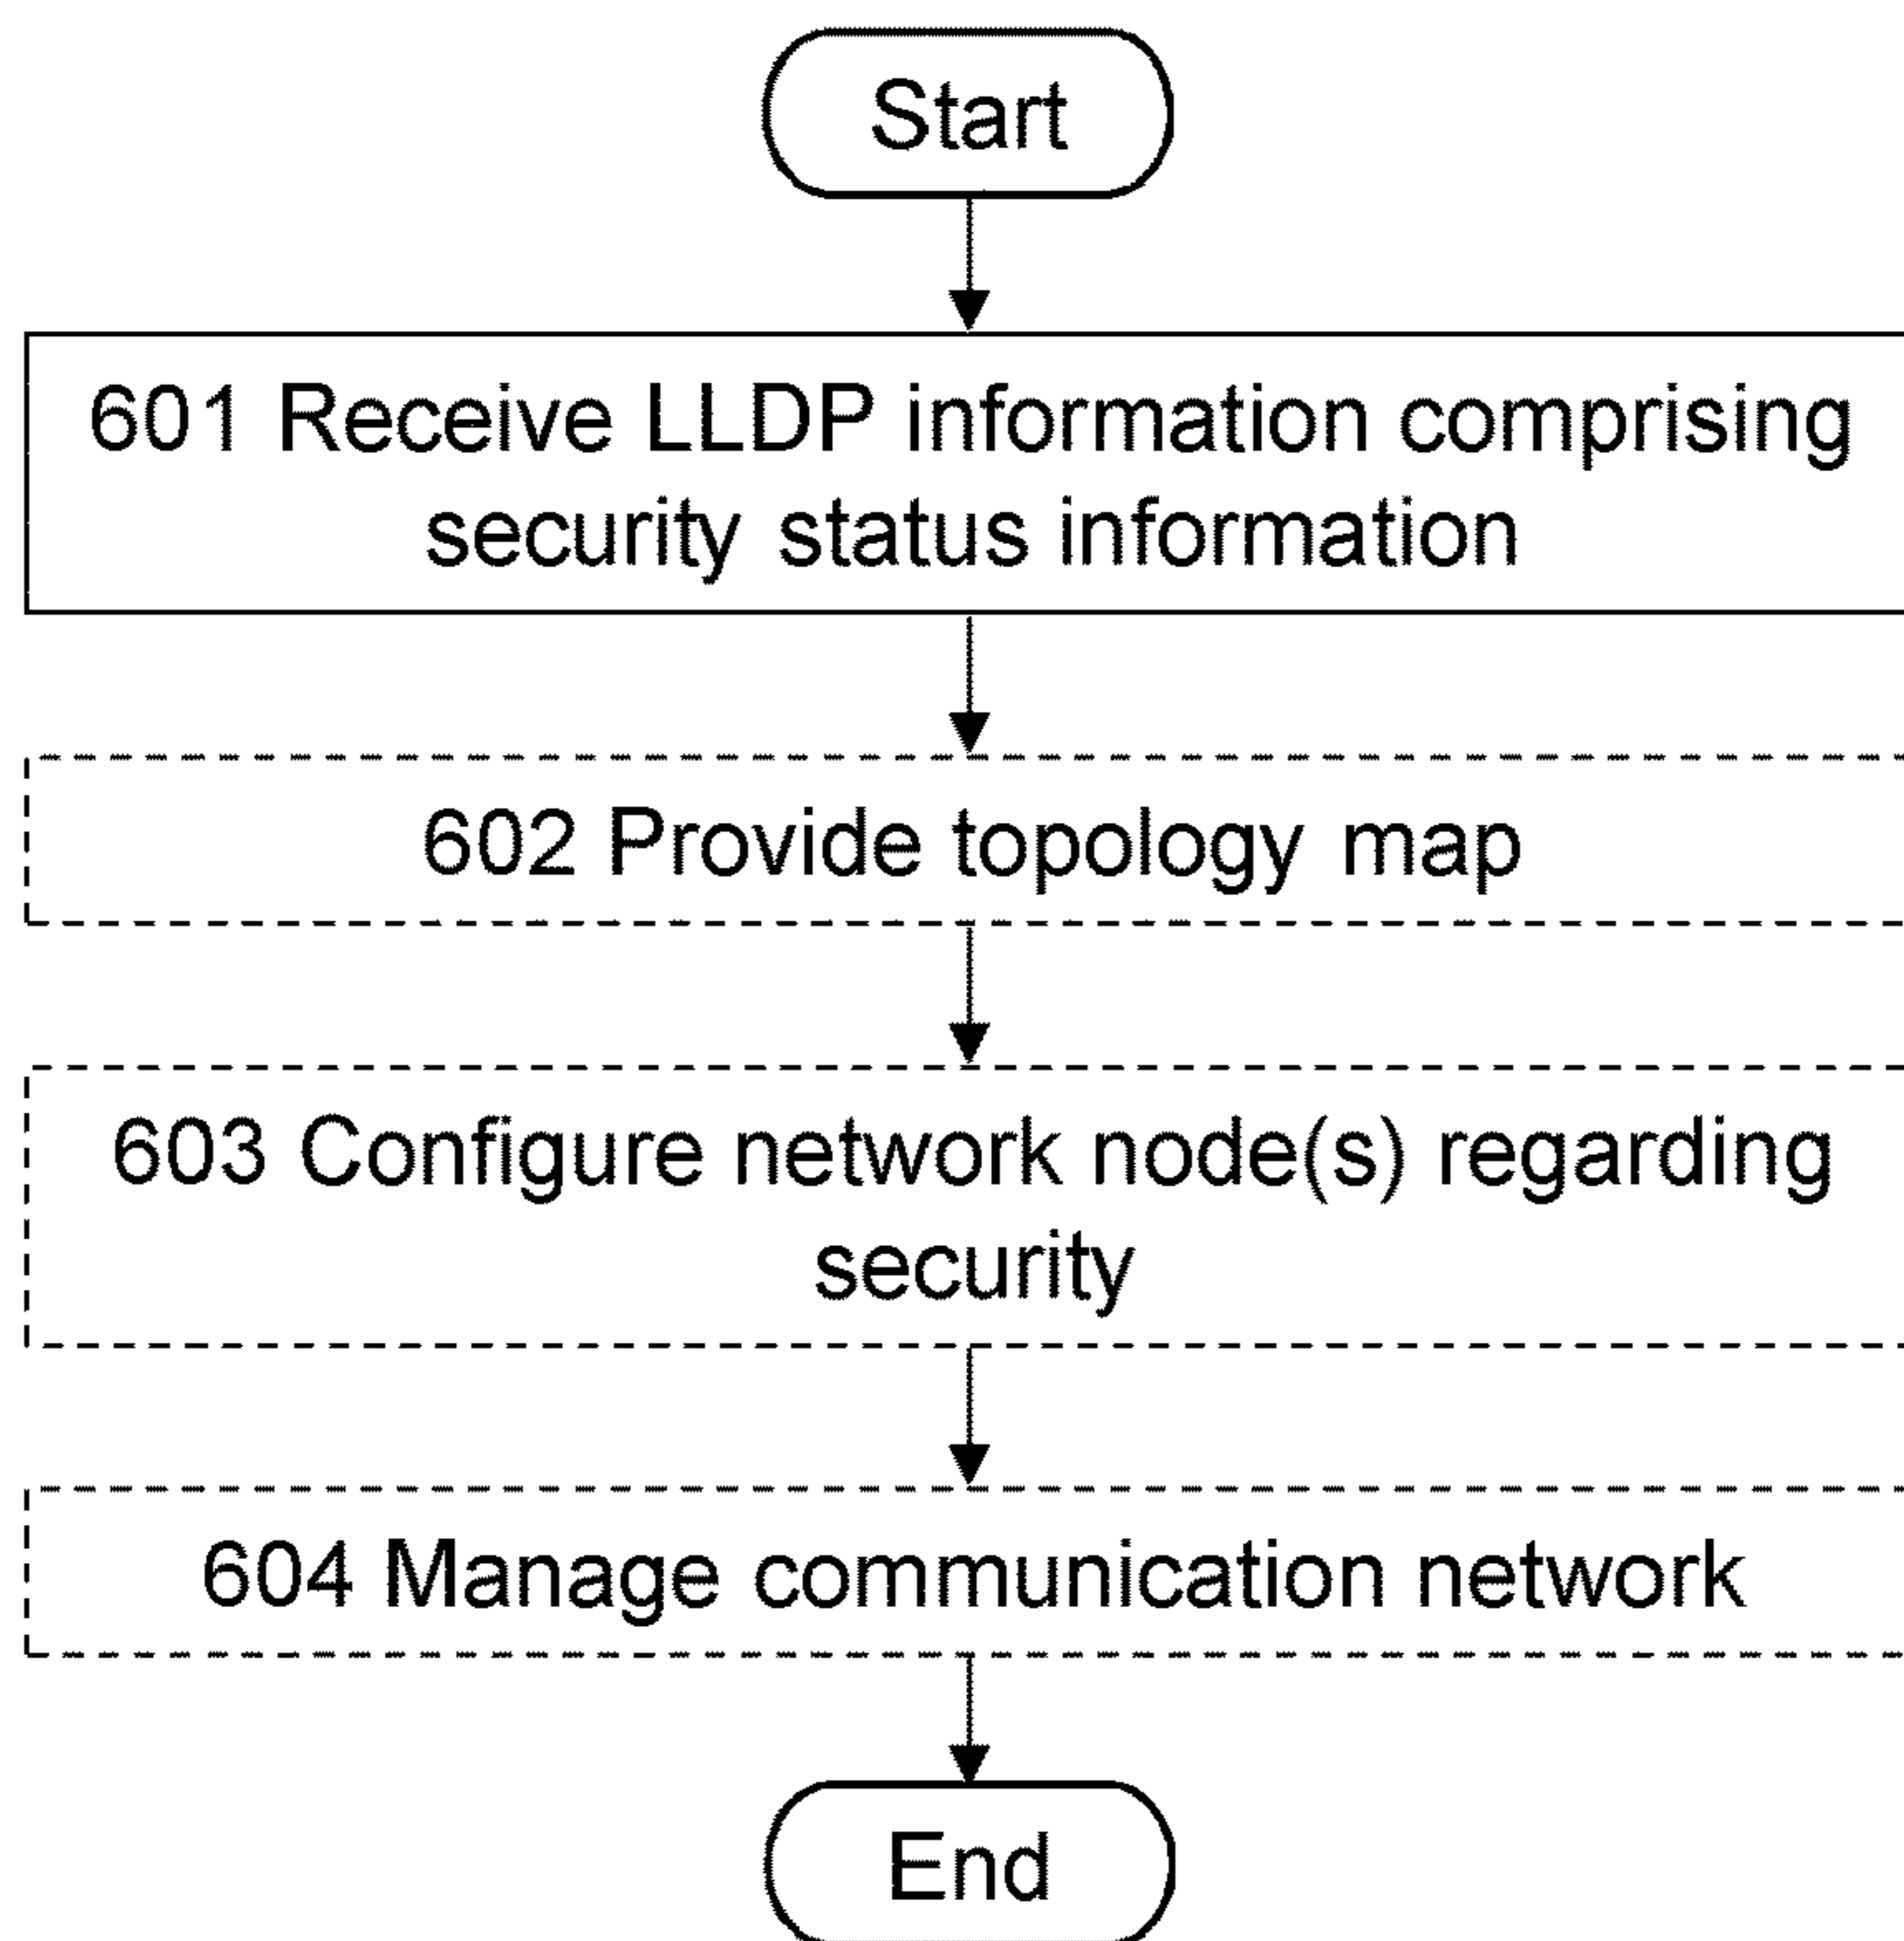 Start
601 Receive LLDP information comprising
security status information
602 Provide topology map
603 Configure network node(s) regarding
security
604 Manage communication network
End